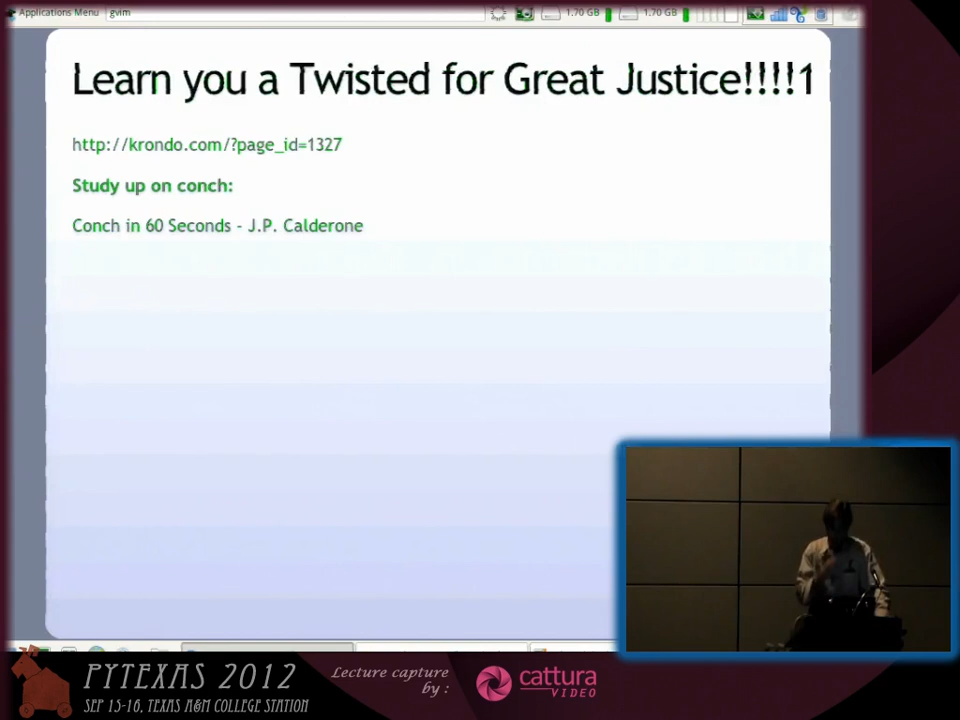 Applications Menu gvim 1.70 GB 1.70 GB
Learn you a Twisted for Great Justice!!!!1
http://krondo.com/?page_id=1327
Study up on conch:
Conch in 60 Seconds - J.P. Calderone
PYTEXAS 2012
SEP 15-16, TEXAS A&M COLLEGE STATION
Lecture capture
by :
cattura
VIDEO